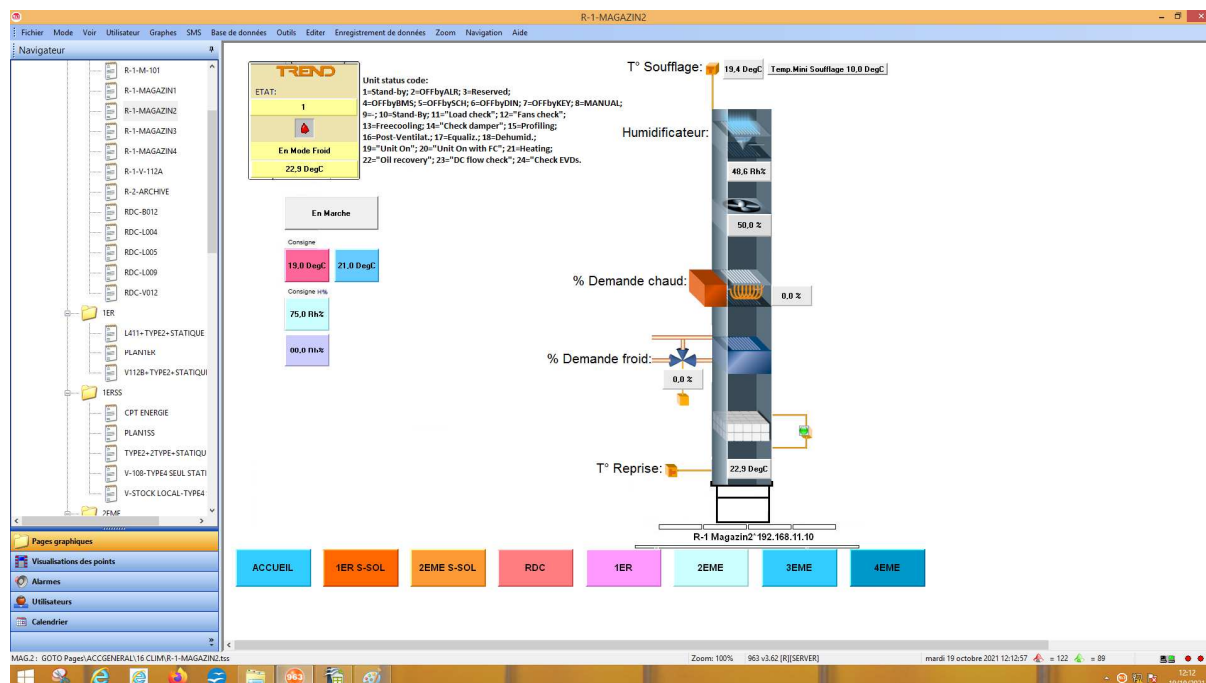 R-1-MAGAZIN2
Fichier Mode Voir Utilisateur Graphes SMS Base de données Outils Editer Enregistrement de données Zoom Navigation Aide
Navigateur
R-1-M-101
R-1-MAGAZIN1
R-1-MAGAZIN2
R-1-MAGAZIN3
R-1-MAGAZIN4
R-1-V-112A
R-2-ARCHIVE
RDC-B012
RDC-L004
RDC-L005
RDC-L009
RDC-V012
1ER
L411+TYPE2+STATIQUE
PLAN1ER
V112B+TYPE2+STATIQU
1ERSS
CPT ENERGIE
PLAN1SS
TYPE2+2TYPE+STATIQU
V-108-TYPE4 SEUL STATI
V-STOCK LOCAL-TYPE4
2EME
Pages graphiques
Visualisations des points
Alarmes
Utilisateurs
Calendrier
TREND
ETAT:
1
En Mode Froid
22,9 DegC
Unit status code:
1=Stand-by; 2=OFFbyALR; 3=Reserved;
4=OFFbyBMS; 5=OFFbySCH; 6=OFFbyDIN; 7=OFFbyKEY; 8=MANUAL;
9=-; 10=Stand-By; 11="Load check"; 12="Fans check";
13=Freecooling; 14="Check damper"; 15=Profiling;
16=Post-Ventilat.; 17=Equaliz.; 18=Dehumid.;
19="Unit On"; 20="Unit On with FC"; 21=Heating;
22="Oil recovery"; 23="DC flow check"; 24="Check EVDs.
En Marche
Consigne
19,0 DegC 21,0 DegC
Consigne H%
75,0 Rh%
T° Soufflage: 19,4 DegC Temp.Mini Soufflage 10,0 DegC
Humidificateur:
48,6 Rh%
50,0 %
% Demande chaud: 0,0 %
% Demande froid:
0,0 %
T° Reprise: 22,9 DegC
R-1 Magazin2*192.168.11.10
ACCUEIL 1ER S-SOL 2EME S-SOL RDC 1ER 2EME 3EME 4EME
MAG.2 : GOTO Pages\ACCGENERAL\16 CLIM\R-1-MAGAZIN2.tss Zoom: 100% 963 v3.62 [R][SERVER] mardi 19 octobre 2021 12:12:57 = 122 = 89
963
12:12